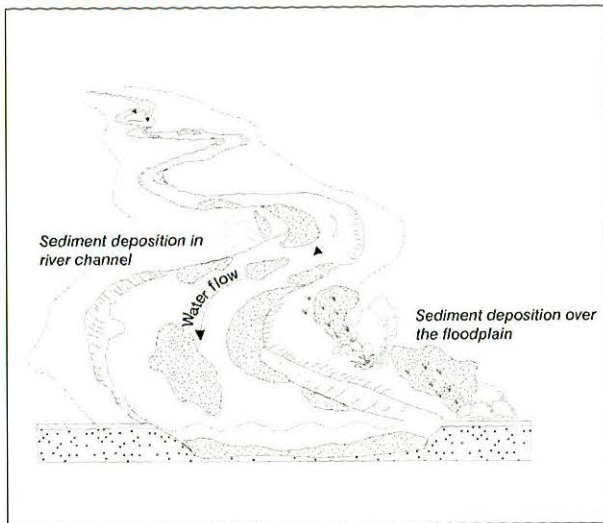 Sediment deposition in
river channel
Water flow
Sediment deposition over
the floodplain